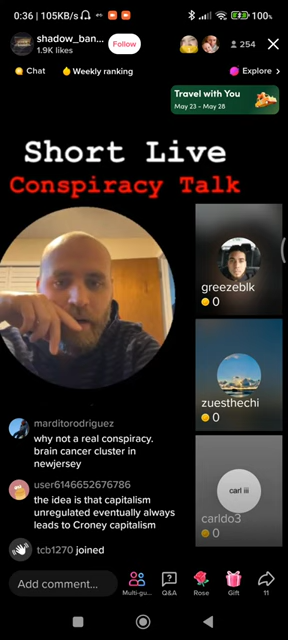 0:36 | 105KB/s
100%
shadow_ban...
1.9K likes
Follow
254
Chat
Weekly ranking
Explore >
Travel with You
May 23 - May 28
Short Live
Conspiracy Talk
greezeblk
0
zuesthechi
0
carl iii
carldo3
0
marditorodriguez
why not a real conspiracy.
brain cancer cluster in
newjersey
user6146652676786
the idea is that capitalism
unregulated eventually always
leads to Croney capitalism
tcb1270 joined
Add comment...
Multi-gu...
Q&A
Rose
Gift
11